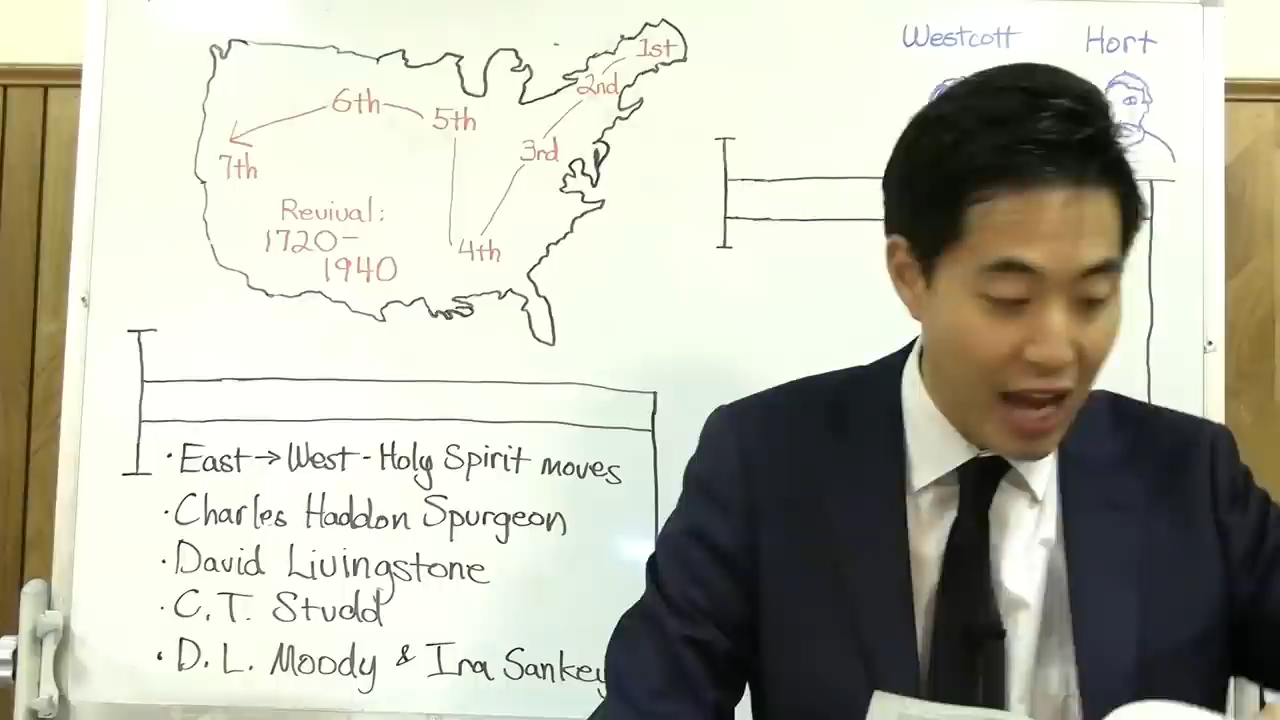 1st
2nd
3rd
4th
5th
6th
7th
Revival:
1720-
1940
Westcott Hort
· East → West - Holy Spirit moves
· Charles Haddon Spurgeon
· David Livingstone
· C.T. Studd
· D.L. Moody & Ira Sankey